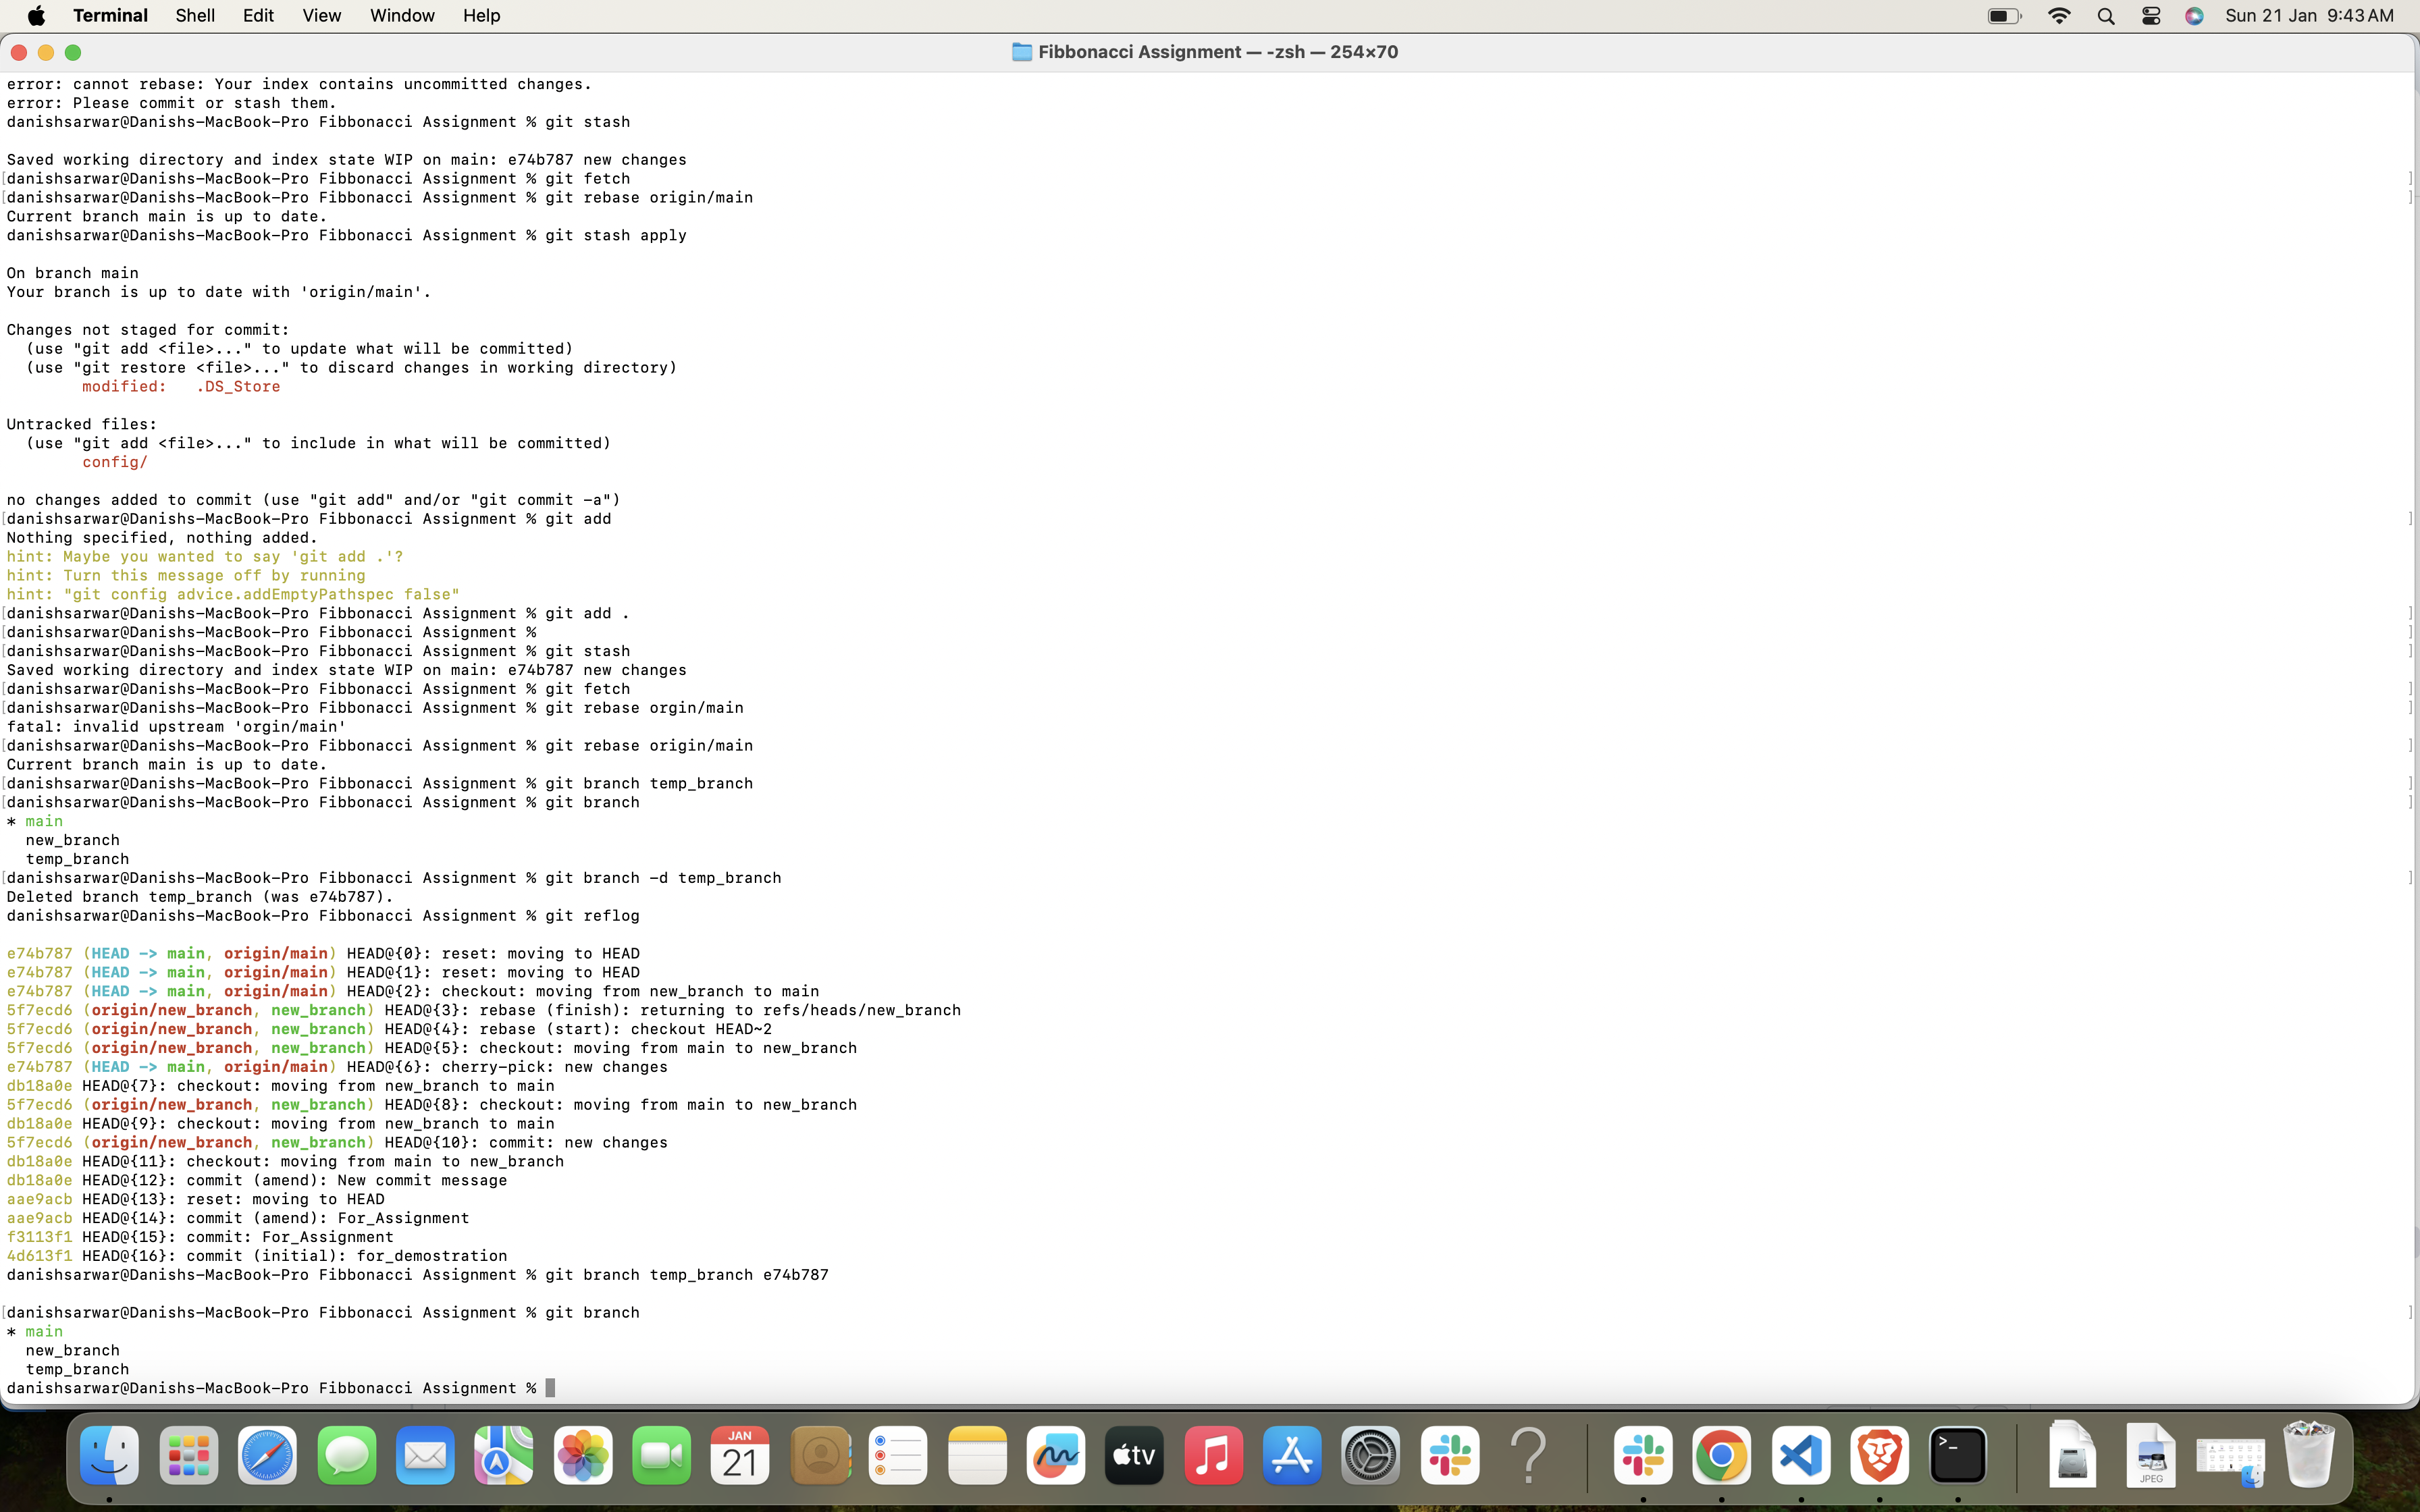 Terminal Shell Edit View Window Help Sun 21 Jan 9:43 AM
Fibbonacci Assignment — -zsh — 254×70
error: cannot rebase: Your index contains uncommitted changes.
error: Please commit or stash them.
danishsarwar@Danishs-MacBook-Pro Fibbonacci Assignment % git stash
Saved working directory and index state WIP on main: e74b787 new changes
[danishsarwar@Danishs-MacBook-Pro Fibbonacci Assignment % git fetch ]
[danishsarwar@Danishs-MacBook-Pro Fibbonacci Assignment % git rebase origin/main ]
Current branch main is up to date.
danishsarwar@Danishs-MacBook-Pro Fibbonacci Assignment % git stash apply
On branch main
Your branch is up to date with 'origin/main'.
Changes not staged for commit:
(use "git add <file>..." to update what will be committed)
(use "git restore <file>..." to discard changes in working directory)
modified: .DS_Store
Untracked files:
(use "git add <file>..." to include in what will be committed)
config/
no changes added to commit (use "git add" and/or "git commit -a")
[danishsarwar@Danishs-MacBook-Pro Fibbonacci Assignment % git add ]
Nothing specified, nothing added.
hint: Maybe you wanted to say 'git add .'?
hint: Turn this message off by running
hint: "git config advice.addEmptyPathspec false"
[danishsarwar@Danishs-MacBook-Pro Fibbonacci Assignment % git add . ]
[danishsarwar@Danishs-MacBook-Pro Fibbonacci Assignment % ]
[danishsarwar@Danishs-MacBook-Pro Fibbonacci Assignment % git stash ]
Saved working directory and index state WIP on main: e74b787 new changes
[danishsarwar@Danishs-MacBook-Pro Fibbonacci Assignment % git fetch ]
[danishsarwar@Danishs-MacBook-Pro Fibbonacci Assignment % git rebase orgin/main ]
fatal: invalid upstream 'orgin/main'
[danishsarwar@Danishs-MacBook-Pro Fibbonacci Assignment % git rebase origin/main ]
Current branch main is up to date.
[danishsarwar@Danishs-MacBook-Pro Fibbonacci Assignment % git branch temp_branch ]
[danishsarwar@Danishs-MacBook-Pro Fibbonacci Assignment % git branch ]
* main
new_branch
temp_branch
[danishsarwar@Danishs-MacBook-Pro Fibbonacci Assignment % git branch -d temp_branch ]
Deleted branch temp_branch (was e74b787).
danishsarwar@Danishs-MacBook-Pro Fibbonacci Assignment % git reflog
e74b787 (HEAD -> main, origin/main) HEAD@{0}: reset: moving to HEAD
e74b787 (HEAD -> main, origin/main) HEAD@{1}: reset: moving to HEAD
e74b787 (HEAD -> main, origin/main) HEAD@{2}: checkout: moving from new_branch to main
5f7ecd6 (origin/new_branch, new_branch) HEAD@{3}: rebase (finish): returning to refs/heads/new_branch
5f7ecd6 (origin/new_branch, new_branch) HEAD@{4}: rebase (start): checkout HEAD~2
5f7ecd6 (origin/new_branch, new_branch) HEAD@{5}: checkout: moving from main to new_branch
e74b787 (HEAD -> main, origin/main) HEAD@{6}: cherry-pick: new changes
db18a0e HEAD@{7}: checkout: moving from new_branch to main
5f7ecd6 (origin/new_branch, new_branch) HEAD@{8}: checkout: moving from main to new_branch
db18a0e HEAD@{9}: checkout: moving from new_branch to main
5f7ecd6 (origin/new_branch, new_branch) HEAD@{10}: commit: new changes
db18a0e HEAD@{11}: checkout: moving from main to new_branch
db18a0e HEAD@{12}: commit (amend): New commit message
aae9acb HEAD@{13}: reset: moving to HEAD
aae9acb HEAD@{14}: commit (amend): For_Assignment
f3113f1 HEAD@{15}: commit: For_Assignment
4d613f1 HEAD@{16}: commit (initial): for_demostration
danishsarwar@Danishs-MacBook-Pro Fibbonacci Assignment % git branch temp_branch e74b787
[danishsarwar@Danishs-MacBook-Pro Fibbonacci Assignment % git branch ]
* main
new_branch
temp_branch
danishsarwar@Danishs-MacBook-Pro Fibbonacci Assignment %
JAN
21
tv
>_
JPEG